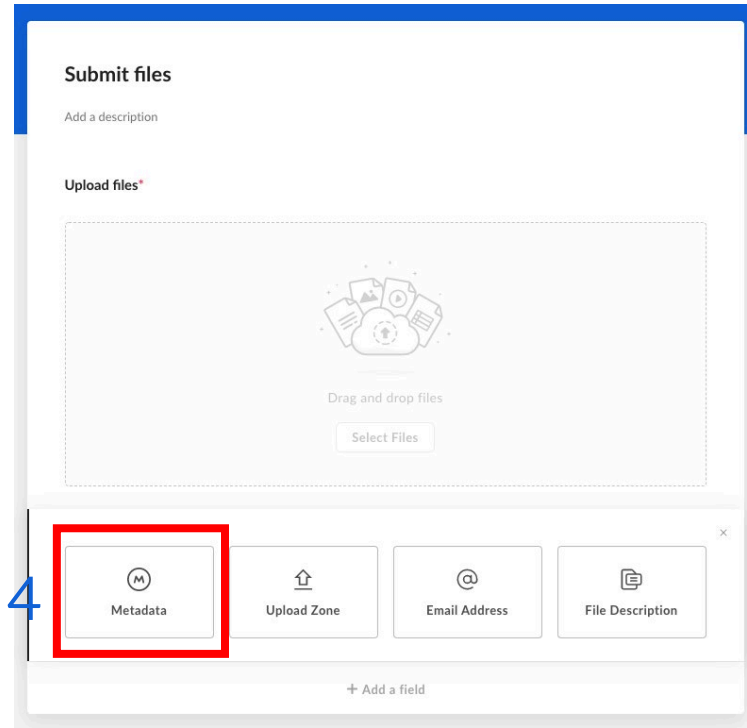 Submit files
Add a description
Upload files*
Drag and drop files
Select Files
×
M
@
4
Metadata
Upload Zone
Email Address
File Description
+ Add a field